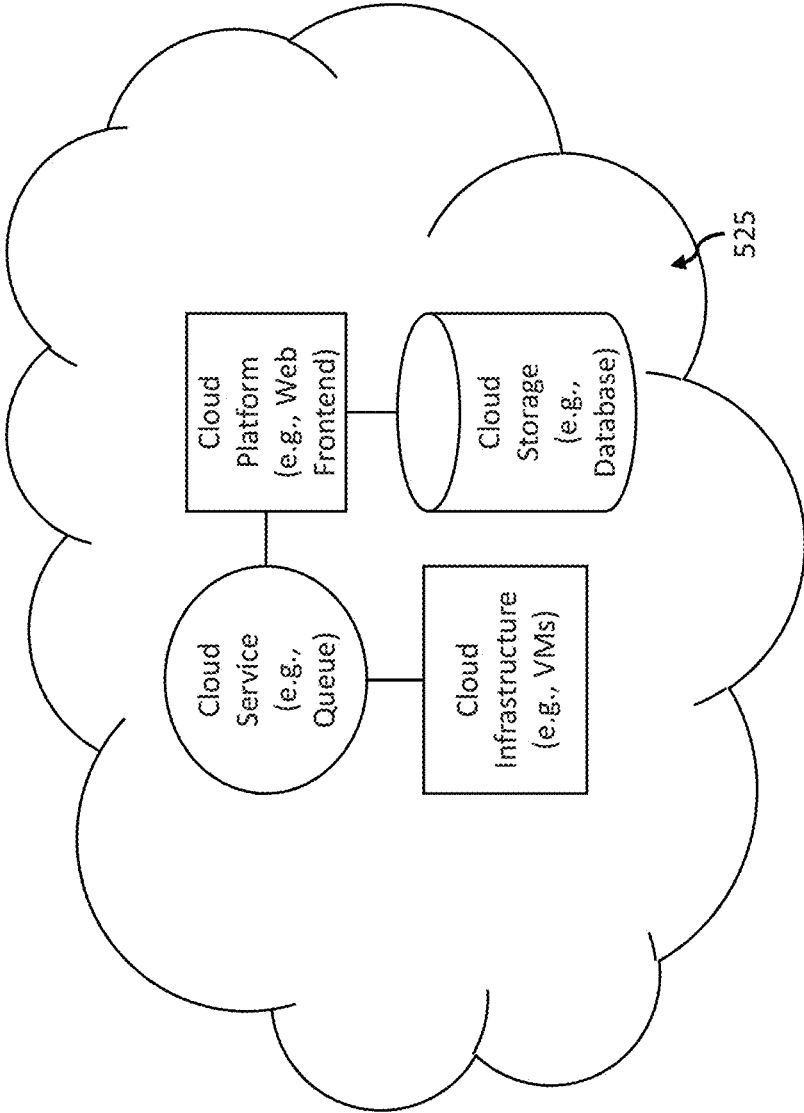 Cloud
Service
(e.g.,
Queue)
Cloud
Platform
(e.g., Web
Frontend)
Cloud
Infrastructure
(e.g., VMs)
Cloud
Storage
(e.g.,
Database)
525